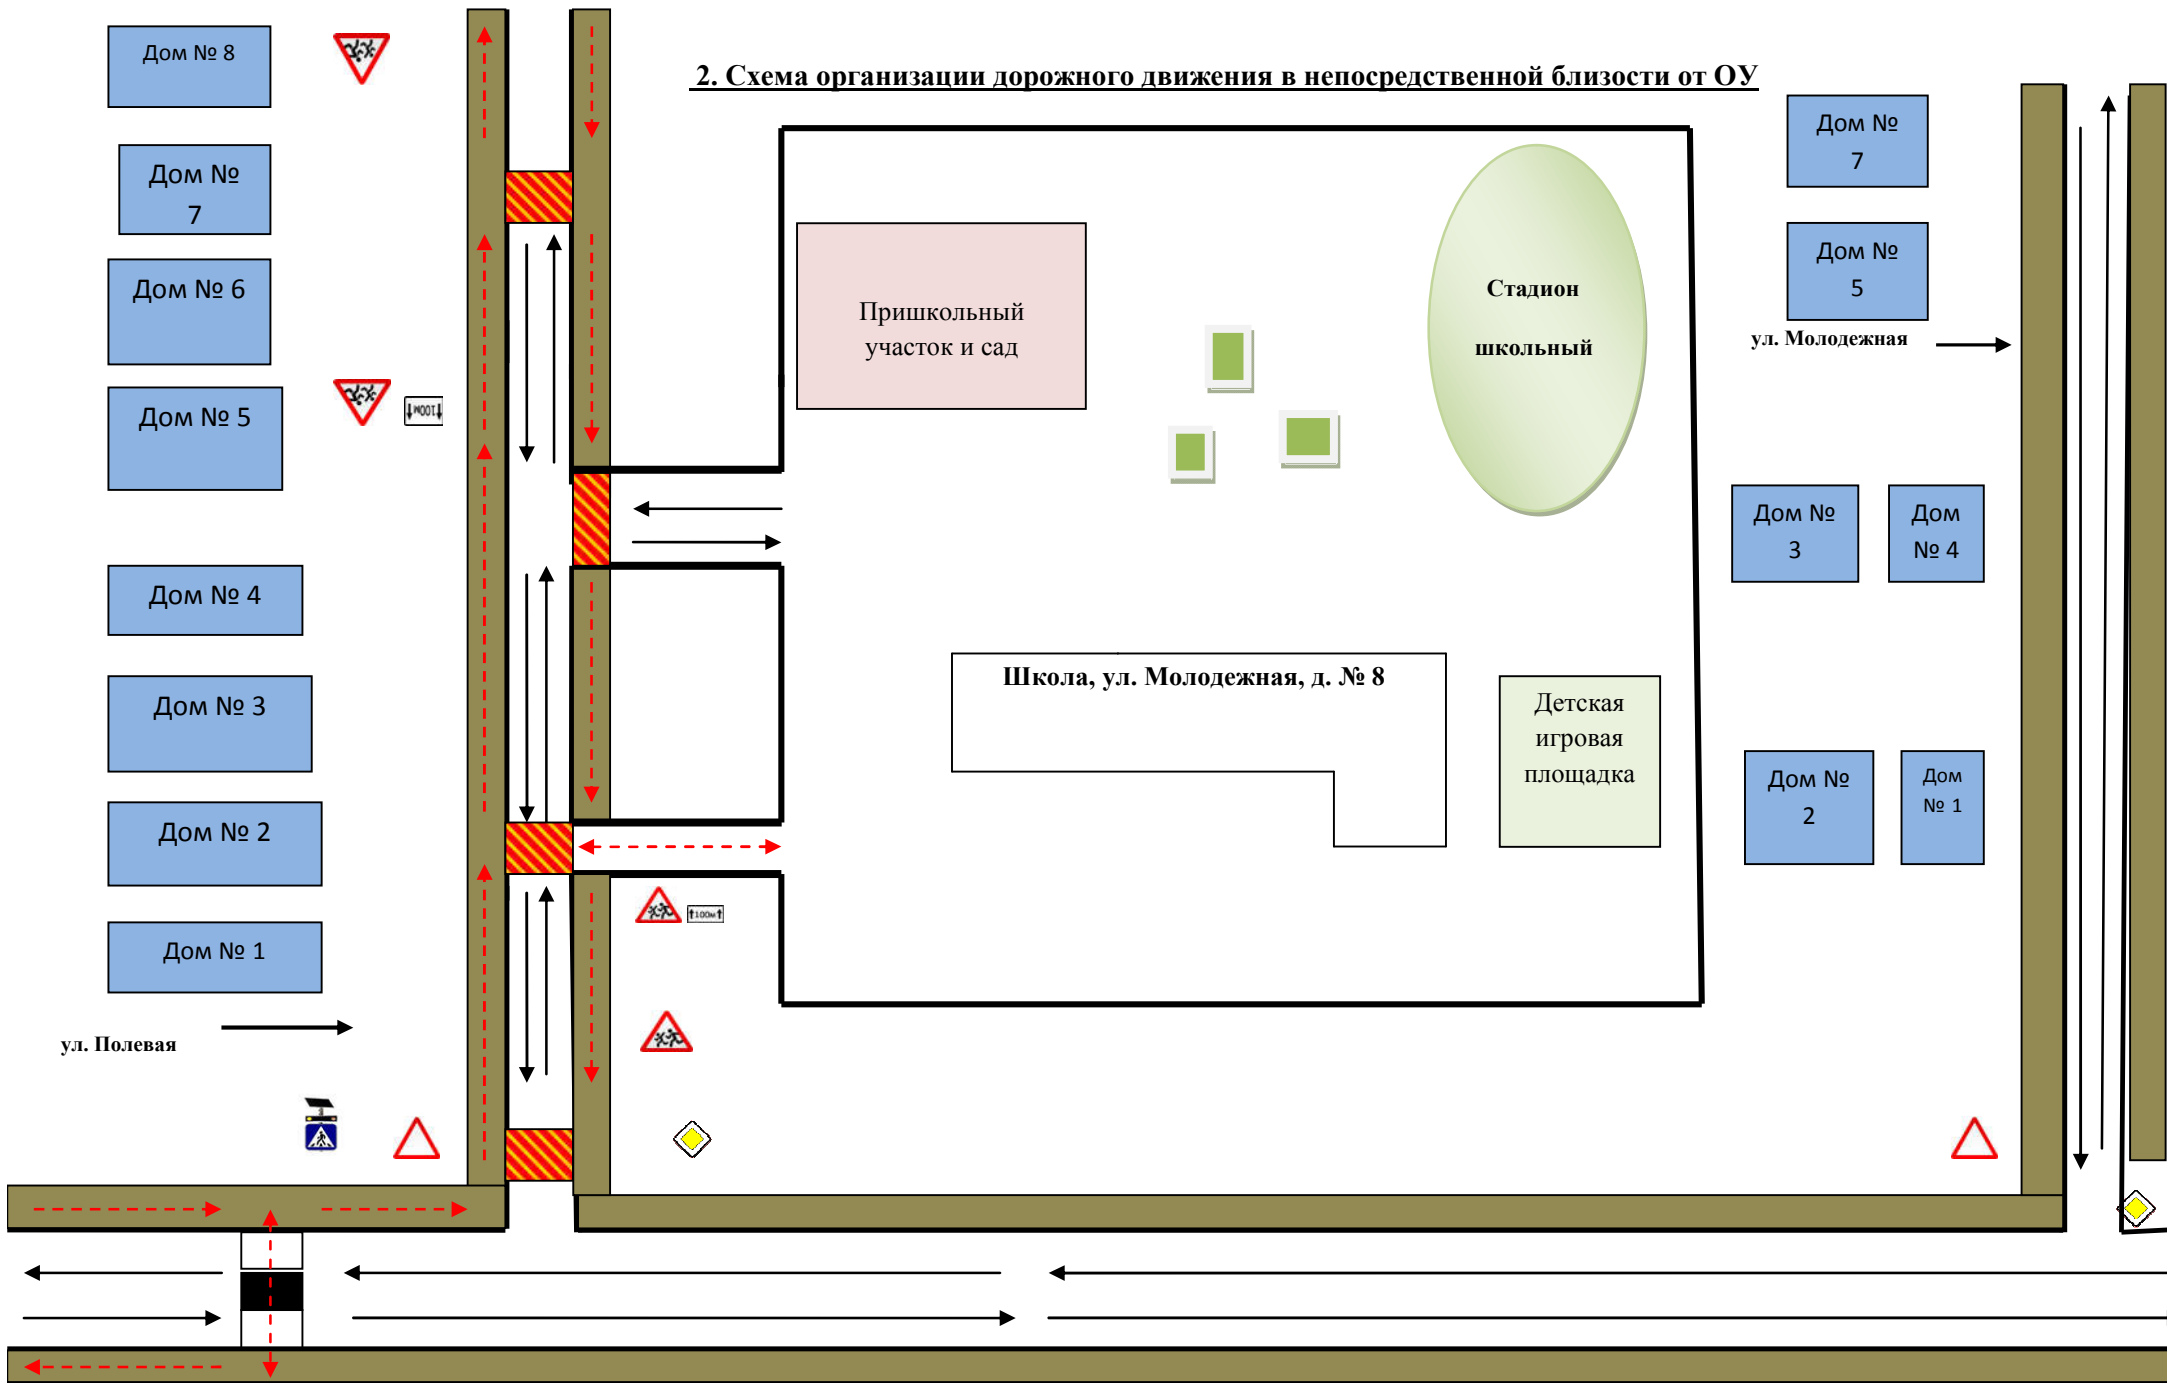 2. Схема организации дорожного движения в непосредственной близости от ОУ
Дом № 8
Дом №
7
Дом № 6
Дом № 5
100м
Дом № 4
Дом № 3
Дом № 2
Дом № 1
ул. Полевая
Пришкольный
участок и сад
Стадион
школьный
Школа, ул. Молодежная, д. № 8
Детская
игровая
площадка
100м
Дом №
7
Дом №
5
ул. Молодежная
Дом №
3
Дом
№ 4
Дом №
2
Дом
№ 1